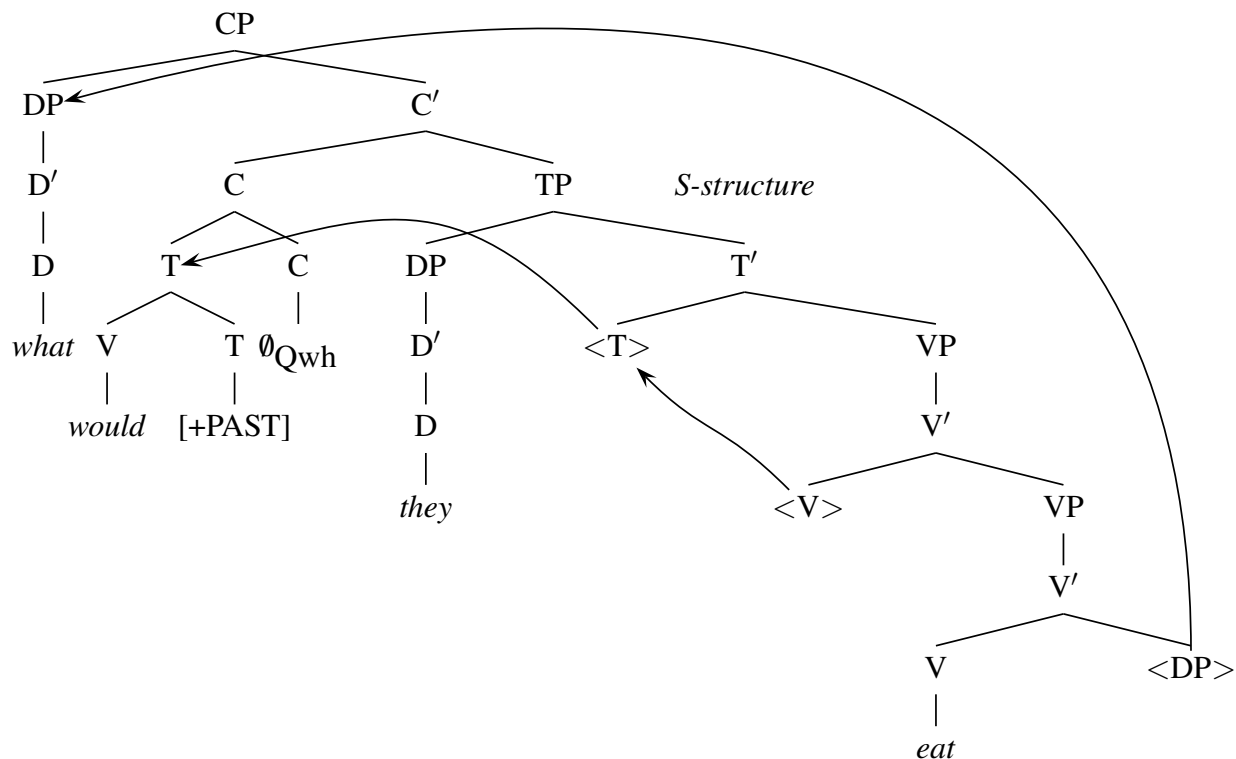 CP
DP C′
D′ C TP S-structure
D T C DP T′
what V T ∅Qwh D′ <T> VP
would [+PAST] D V′
they <V> VP
V′
V <DP>
eat